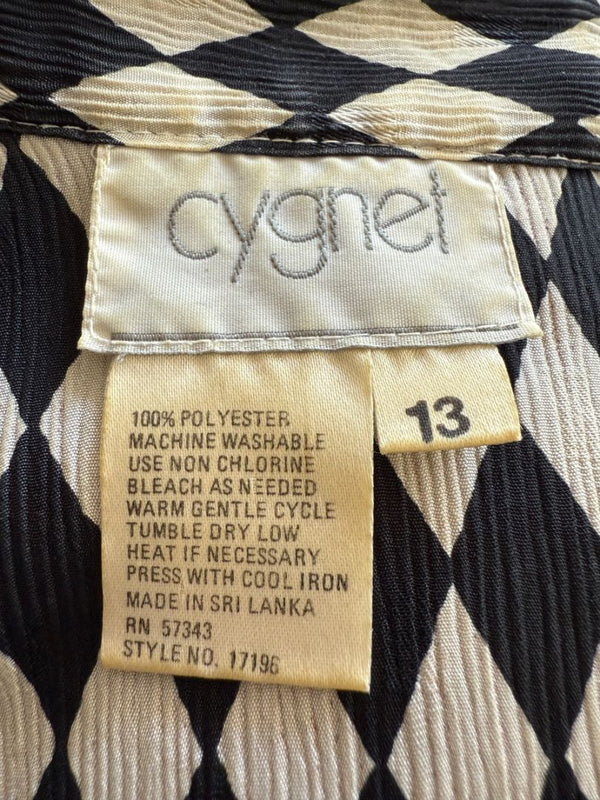 cygnet
13
100% POLYESTER
MACHINE WASHABLE
USE NON CHLORINE
BLEACH AS NEEDED
WARM GENTLE CYCLE
TUMBLE DRY LOW
HEAT IF NECESSARY
PRESS WITH COOL IRON
MADE IN SRI LANKA
RN 57343
STYLE NO. 17196